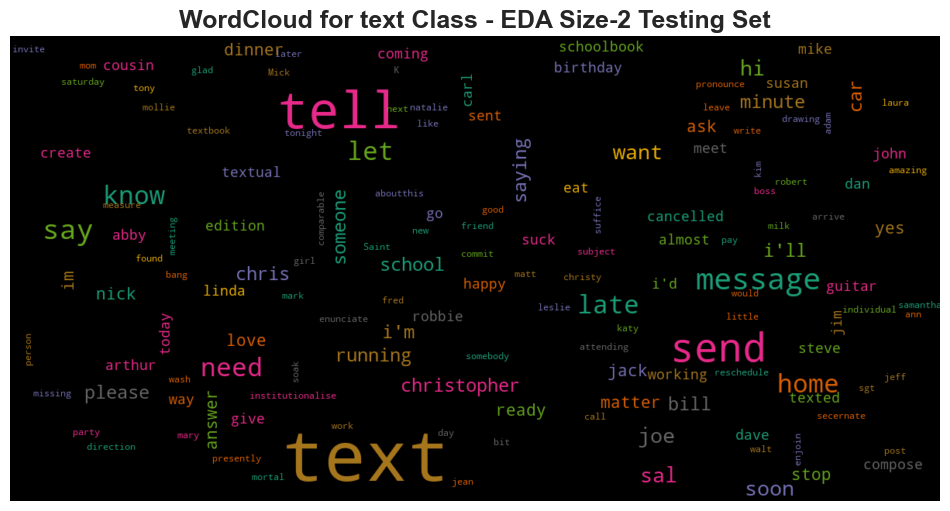 WordCloud for text Class - EDA Size-2 Testing Set
invite
dinner
later
coming
schoolbook
mike
mom
cousin
glad
Mick
K
carl
birthday
hi
susan
pronounce
car
saturday
tony
tell
next
natalie
minute
laura
mollie
like
sent
leave
drawing
adam
textbook
tonight
ask
write
create
let
saying
want
meet
john
textual
kim
robert
amazing
know
aboutthis
eat
boss
dan
measure
someone
comparable
go
good
suffice
cancelled
milk
arrive
say
meeting
edition
new
friend
pay
yes
abby
Saint
suck
subject
almost
i'll
found
girl
school
commit
im
bang
chris
matt
christy
i'd
message
guitar
nick
linda
mark
happy
would
fred
late
leslie
little
individual
samantha
today
enunciate
robbie
katy
jim
ann
person
love
i'm
attending
send
steve
arthur
need
running
somebody
soak
jack
working
reschedule
jeff
missing
please
wash
way
institutionalise
christopher
home
sgt
texted
answer
give
ready
matter
bill
secernate
party
mary
work
day
call
direction
text
bit
joe
dave
walt
enjoin
post
presently
compose
mortal
jean
sal
stop
soon